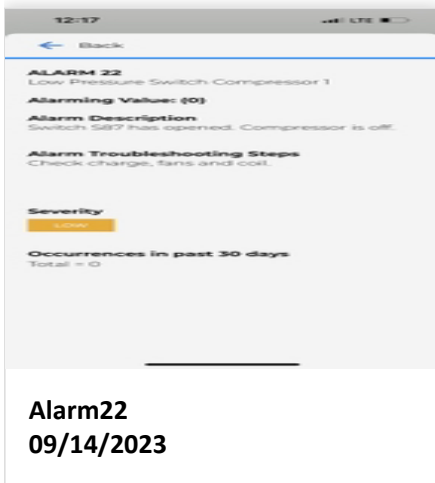 12:17 LTE
Back
ALARM 22
Low Pressure Switch Compressor 1
Alarming Value: {0}
Alarm Description
Switch S87 has opened. Compressor is off.
Alarm Troubleshooting Steps
Check charge, fans and coil.
Severity
LOW
Occurrences in past 30 days
Total = 0
Alarm22
09/14/2023